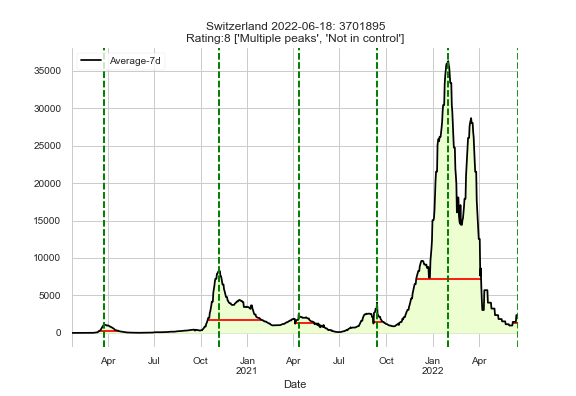 Switzerland 2022-06-18: 3701895
Rating:8 ['Multiple peaks', 'Not in control']
Average-7d
35000
30000
25000
20000
15000
10000
5000
0
Apr Jul Oct Jan Apr Jul Oct Jan Apr
2021 2022
Date